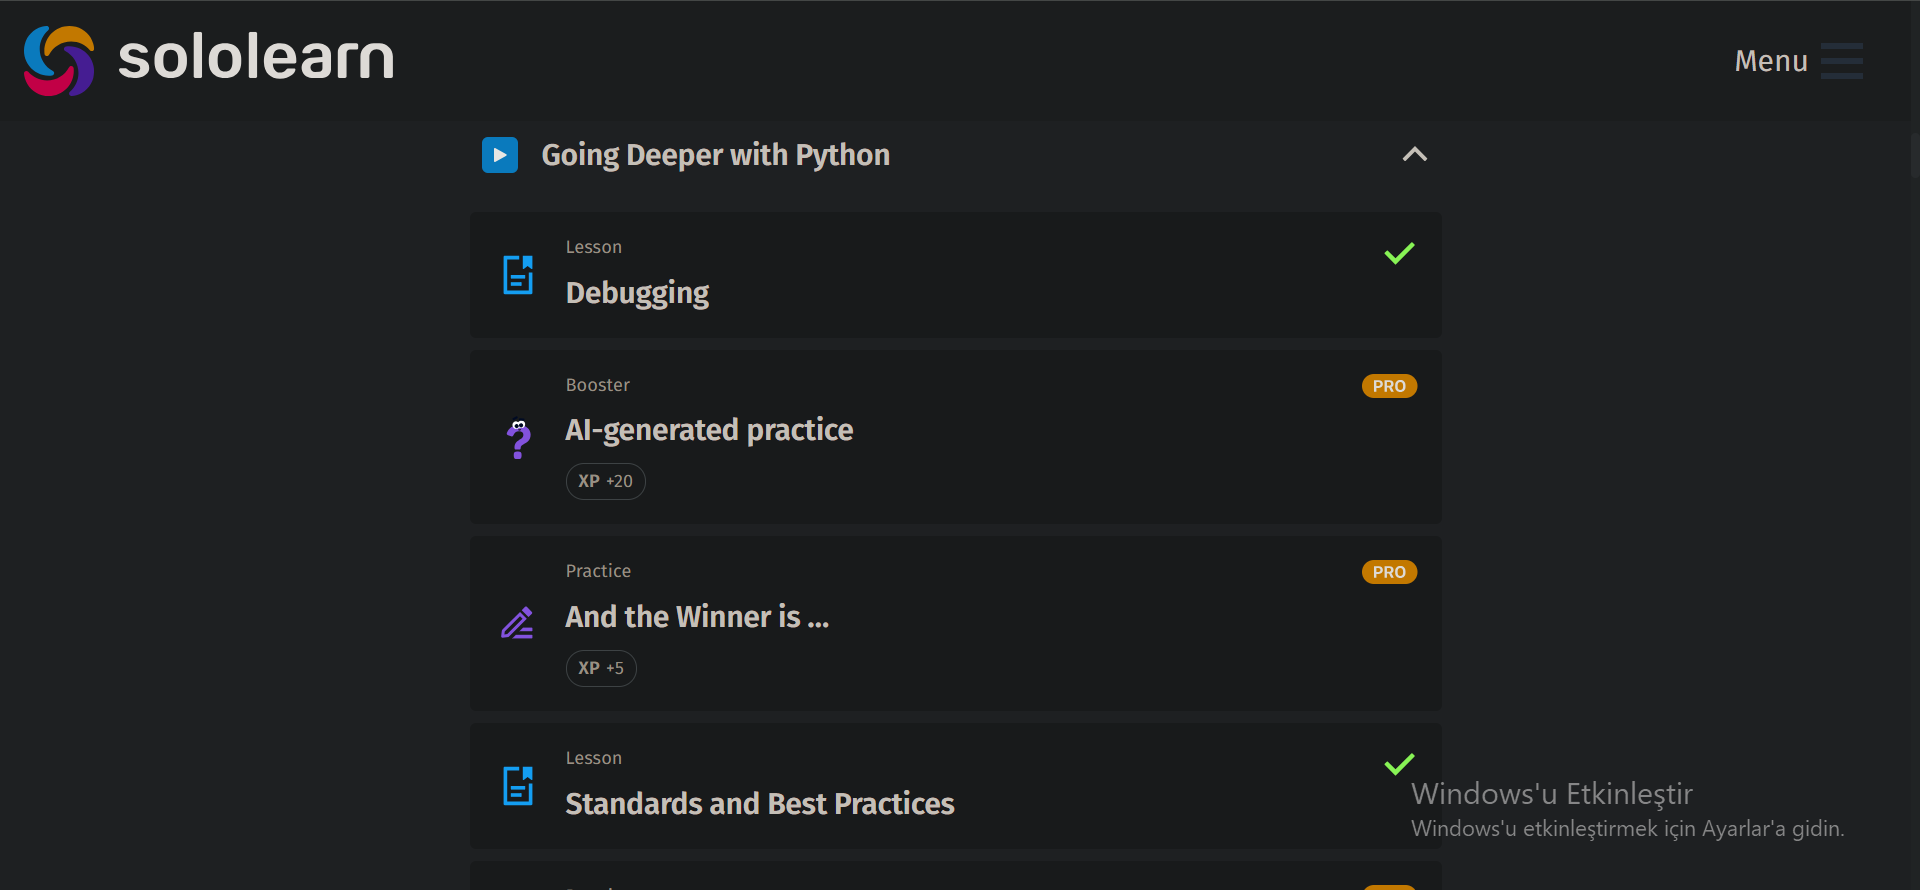 sololearn
Menu
Going Deeper with Python
Lesson
Debugging
Booster
PRO
AI-generated practice
XP +20
Practice
PRO
And the Winner is ...
XP +5
Lesson
Standards and Best Practices
Windows'u Etkinleştir
Windows'u etkinleştirmek için Ayarlar'a gidin.